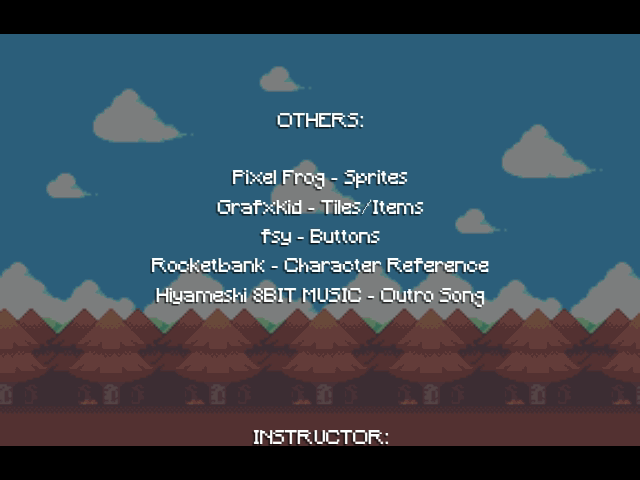 OTHERS:
Pixel Frog - Sprites
GrafxKid - Tiles/Items
fsy - Buttons
Rocketbank - Character Reference
Hiyameshi 8BIT MUSIC - Outro Song
INSTRUCTOR: